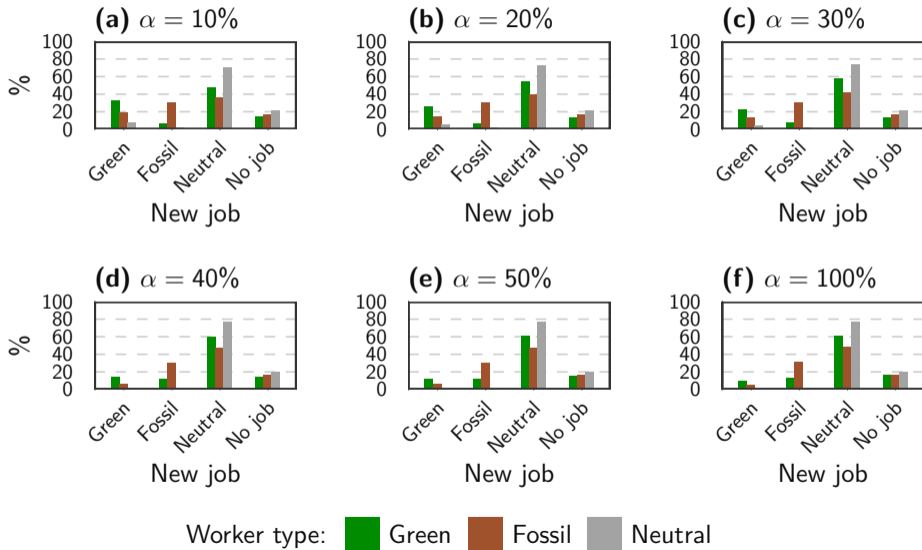 (a) α = 10%
(b) α = 20%
(c) α = 30%
%
100
80
60
40
20
0
Green
Fossil
Neutral
No job
New job
100
80
60
40
20
0
Green
Fossil
Neutral
No job
New job
100
80
60
40
20
0
Green
Fossil
Neutral
No job
New job
(d) α = 40%
(e) α = 50%
(f) α = 100%
%
100
80
60
40
20
0
Green
Fossil
Neutral
No job
New job
100
80
60
40
20
0
Green
Fossil
Neutral
No job
New job
100
80
60
40
20
0
Green
Fossil
Neutral
No job
New job
Worker type: Green Fossil Neutral